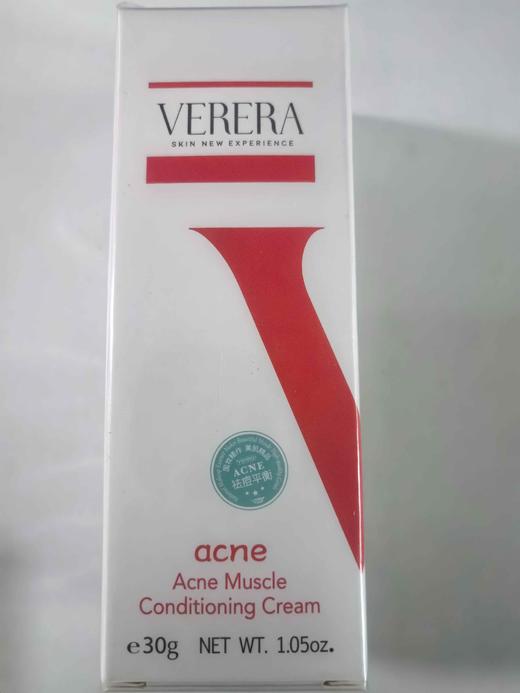 VERERA
SKIN NEW EXPERIENCE
ACNE
祛痘平衡
acne
Acne Muscle
Conditioning Cream
e30g NET WT. 1.05oz.